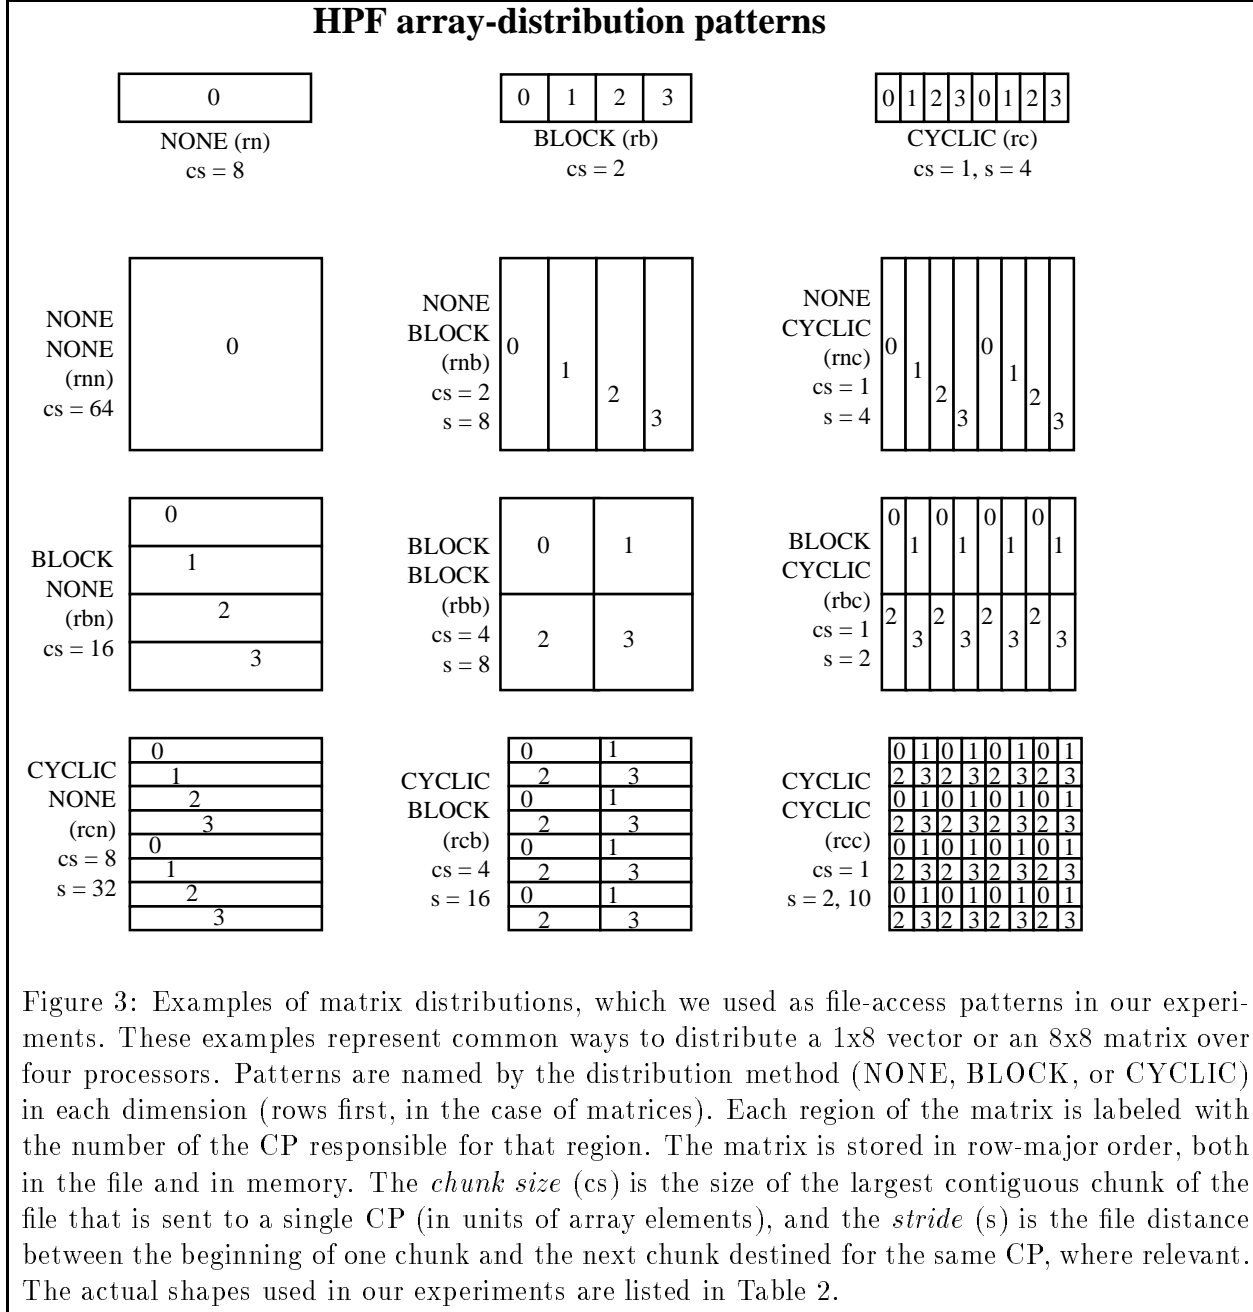 HPF array-distribution patterns
0
NONE (rn)
cs = 8
0 1 2 3
BLOCK (rb)
cs = 2
0 1 2 3 0 1 2 3
CYCLIC (rc)
cs = 1, s = 4
NONE
NONE
(rnn)
cs = 64
0
NONE
BLOCK
(rnb)
cs = 2
s = 8
0
1
2
3
NONE
CYCLIC
(rnc)
cs = 1
s = 4
0 0
1 1
2 2
3 3
BLOCK
NONE
(rbn)
cs = 16
0
1
2
3
BLOCK
BLOCK
(rbb)
cs = 4
s = 8
0 1
2 3
BLOCK
CYCLIC
(rbc)
cs = 1
s = 2
0 0 0 0
1 1 1 1
2 2 2 2
3 3 3 3
CYCLIC
NONE
(rcn)
cs = 8
s = 32
0
1
2
3
0
1
2
3
CYCLIC
BLOCK
(rcb)
cs = 4
s = 16
0 1
2 3
0 1
2 3
0 1
2 3
0 1
2 3
CYCLIC
CYCLIC
(rcc)
cs = 1
s = 2, 10
0 1 0 1 0 1 0 1
2 3 2 3 2 3 2 3
0 1 0 1 0 1 0 1
2 3 2 3 2 3 2 3
0 1 0 1 0 1 0 1
2 3 2 3 2 3 2 3
0 1 0 1 0 1 0 1
2 3 2 3 2 3 2 3
Figure 3: Examples of matrix distributions, which we used as file-access patterns in our experi-
ments. These examples represent common ways to distribute a 1x8 vector or an 8x8 matrix over
four processors. Patterns are named by the distribution method (NONE, BLOCK, or CYCLIC)
in each dimension (rows first, in the case of matrices). Each region of the matrix is labeled with
the number of the CP responsible for that region. The matrix is stored in row-major order, both
in the file and in memory. The chunk size (cs) is the size of the largest contiguous chunk of the
file that is sent to a single CP (in units of array elements), and the stride (s) is the file distance
between the beginning of one chunk and the next chunk destined for the same CP, where relevant.
The actual shapes used in our experiments are listed in Table 2.